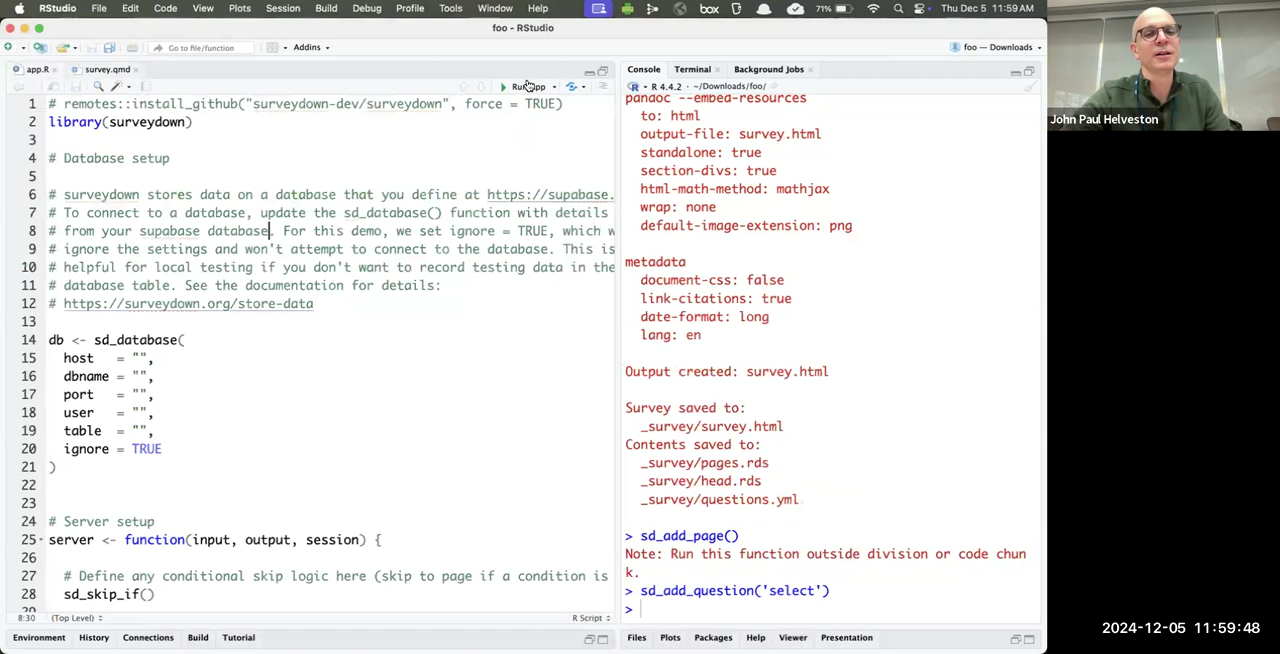 File Edit Code View Plots Session Build Debug Profile Tools Window Help
box
71%
Thu Dec 5 11:59 AM
foo - RStudio
Go to file/function
Addins
foo — Downloads
app.R
survey.qmd
Run App
1 # remotes::install_github("surveydown-dev/surveydown", force = TRUE)
2 library(surveydown)
3
4 # Database setup
5
6 # surveydown stores data on a database that you define at https://supabase.
7 # To connect to a database, update the sd_database() function with details
8 # from your supabase database. For this demo, we set ignore = TRUE, which w
9 # ignore the settings and won't attempt to connect to the database. This is
10 # helpful for local testing if you don't want to record testing data in the
11 # database table. See the documentation for details:
12 # https://surveydown.org/store-data
13
14 db <- sd_database(
15 host = "",
16 dbname = "",
17 port = "",
18 user = "",
19 table = "",
20 ignore = TRUE
21 )
22
23
24 # Server setup
25 server <- function(input, output, session) {
26
27 # Define any conditional skip logic here (skip to page if a condition is
28 sd_skip_if()
29
8:30 (Top Level) R Script
Environment History Connections Build Tutorial
Console Terminal Background Jobs
R 4.4.2 · ~/Downloads/foo/
pandoc --embed-resources
to: html
output-file: survey.html
standalone: true
section-divs: true
html-math-method: mathjax
wrap: none
default-image-extension: png
metadata
document-css: false
link-citations: true
date-format: long
lang: en
Output created: survey.html
Survey saved to:
_survey/survey.html
Contents saved to:
_survey/pages.rds
_survey/head.rds
_survey/questions.yml
> sd_add_page()
Note: Run this function outside division or code chun
k.
> sd_add_question('select')
>
Files Plots Packages Help Viewer Presentation
John Paul Helveston
2024-12-05 11:59:48